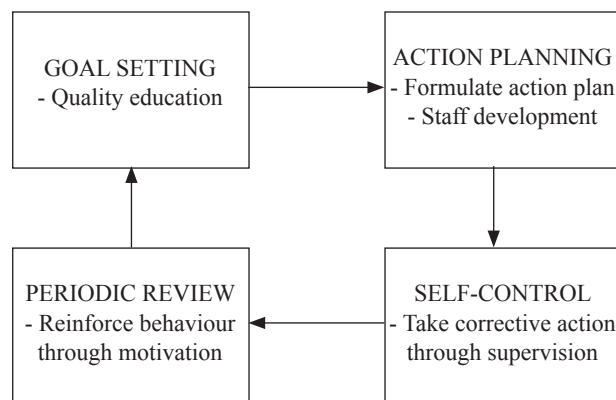 GOAL SETTING
- Quality education
ACTION PLANNING
- Formulate action plan
- Staff development
PERIODIC REVIEW
- Reinforce behaviour
through motivation
SELF-CONTROL
- Take corrective action
through supervision